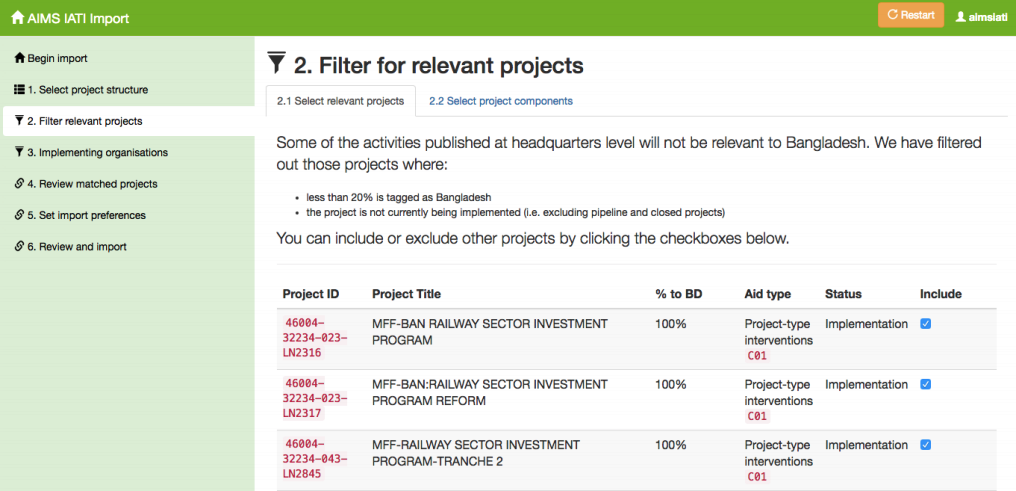 AIMS IATI Import
Restart
aimsiati
Begin import
1. Select project structure
2. Filter relevant projects
3. Implementing organisations
4. Review matched projects
5. Set import preferences
6. Review and import
2. Filter for relevant projects
2.1 Select relevant projects 2.2 Select project components
Some of the activities published at headquarters level will not be relevant to Bangladesh. We have filtered
out those projects where:
• less than 20% is tagged as Bangladesh
• the project is not currently being implemented (i.e. excluding pipeline and closed projects)
You can include or exclude other projects by clicking the checkboxes below.
Project ID Project Title % to BD Aid type Status Include
46004- MFF-BAN RAILWAY SECTOR INVESTMENT 100% Project-type Implementation
32234-023- PROGRAM interventions
LN2316 C01
46004- MFF-BAN:RAILWAY SECTOR INVESTMENT 100% Project-type Implementation
32234-023- PROGRAM REFORM interventions
LN2317 C01
46004- MFF-RAILWAY SECTOR INVESTMENT 100% Project-type Implementation
32234-043- PROGRAM-TRANCHE 2 interventions
LN2845 C01